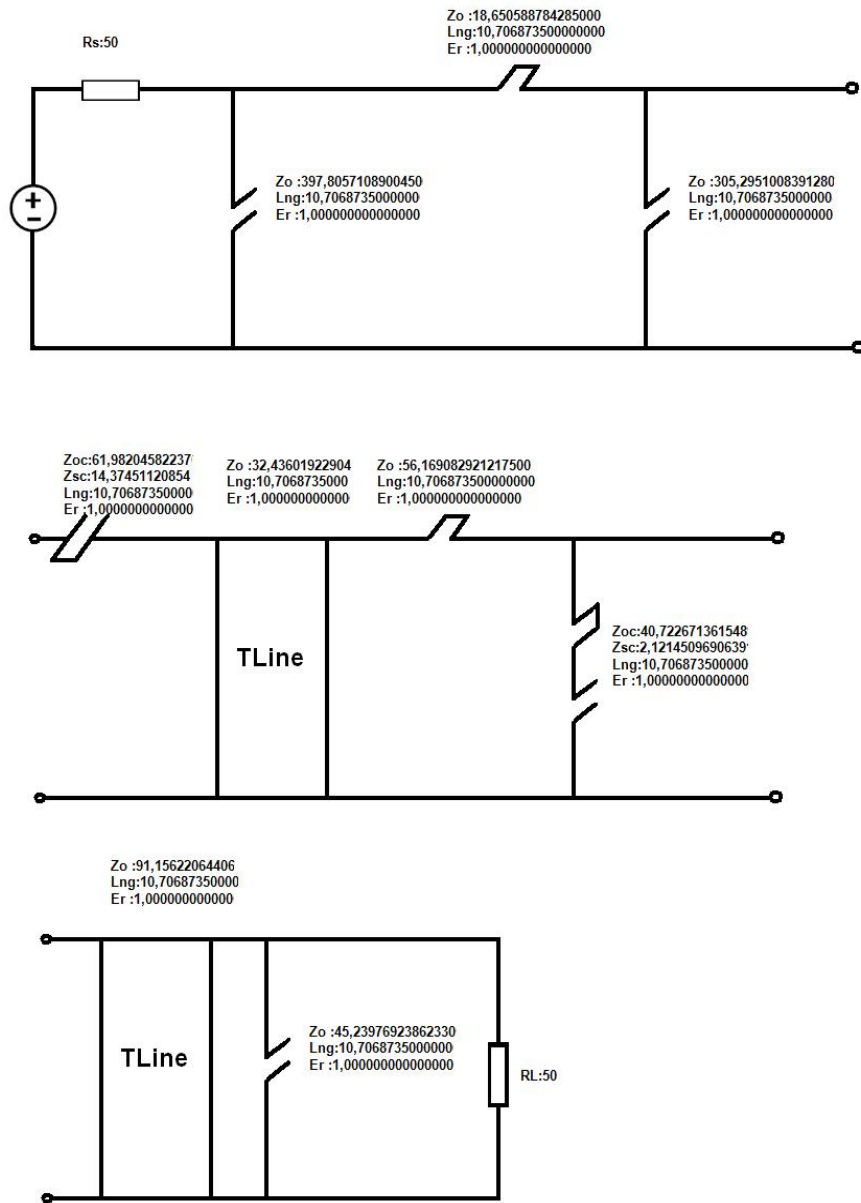 Zo :18,650588784285000
Lng:10,706873500000000
Er :1,000000000000000
Rs:50
Zo :397,8057108900450
Lng:10,7068735000000
Er :1,000000000000000
Zo :305,2951008391280
Lng:10,7068735000000
Er :1,000000000000000
Zoc:61,98204582237
Zsc:14,37451120854
Lng:10,7068735000
Er :1,0000000000000
Zo :32,43601922904
Lng:10,7068735000
Er :1,000000000000
Zo :56,169082921217500
Lng:10,706873500000000
Er :1,000000000000000
TLine
Zoc:40,722671361548
Zsc:2,1214509690639
Lng:10,706873500000
Er :1,00000000000000
Zo :91,15622064406
Lng:10,70687350000
Er :1,000000000000
TLine
Zo :45,23976923862330
Lng:10,7068735000000
Er :1,000000000000000
RL:50